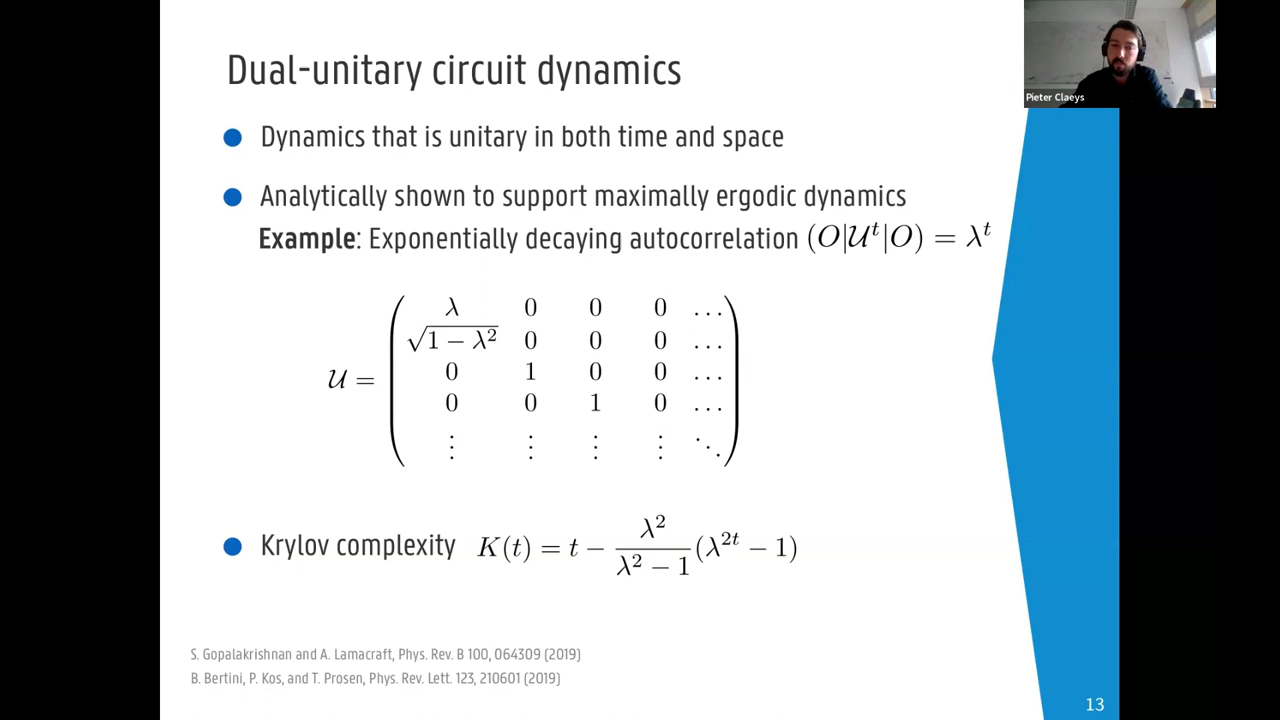 Dual-unitary circuit dynamics
Pieter Claeys
Dynamics that is unitary in both time and space
Analytically shown to support maximally ergodic dynamics
Example: Exponentially decaying autocorrelation (O|𝒰ᵗ|O) = λᵗ
λ 0 0 0 …
√(1 − λ²) 0 0 0 …
𝒰 = 0 1 0 0 …
0 0 1 0 …
⋮ ⋮ ⋮ ⋮ ⋱
Krylov complexity K(t) = t − λ²/(λ² − 1) (λ²ᵗ − 1)
S. Gopalakrishnan and A. Lamacraft, Phys. Rev. B 100, 064309 (2019)
B. Bertini, P. Kos, and T. Prosen, Phys. Rev. Lett. 123, 210601 (2019)
13